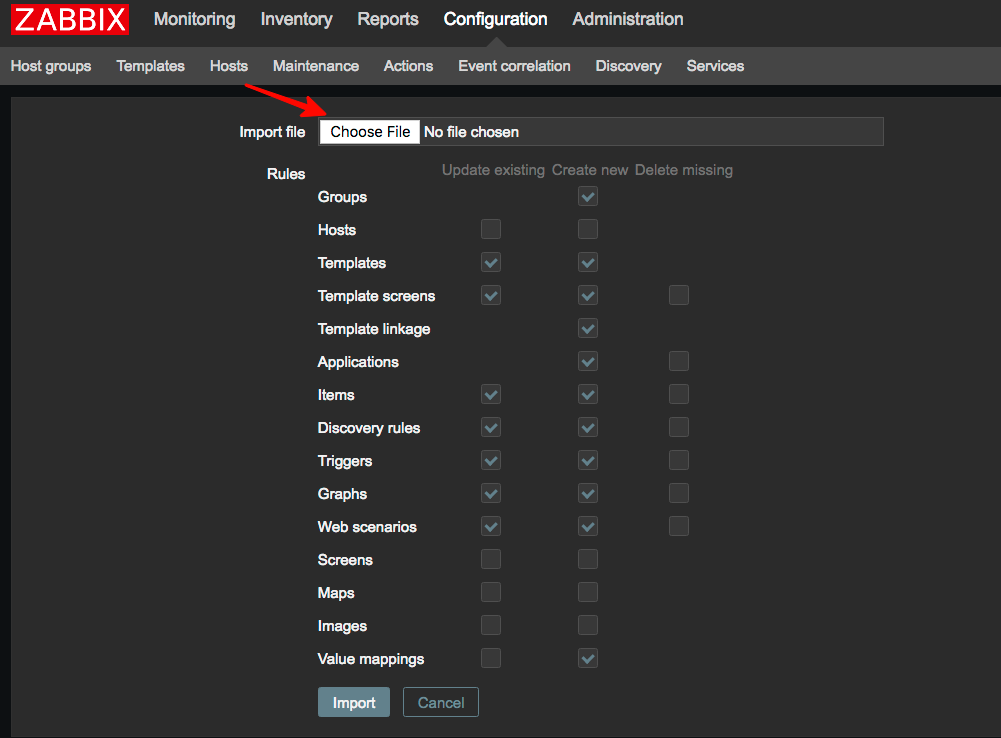 ZABBIX Monitoring Inventory Reports Configuration Administration
Host groups Templates Hosts Maintenance Actions Event correlation Discovery Services
Import file Choose File No file chosen
Rules Update existing Create new Delete missing
Groups
Hosts
Templates
Template screens
Template linkage
Applications
Items
Discovery rules
Triggers
Graphs
Web scenarios
Screens
Maps
Images
Value mappings
Import Cancel